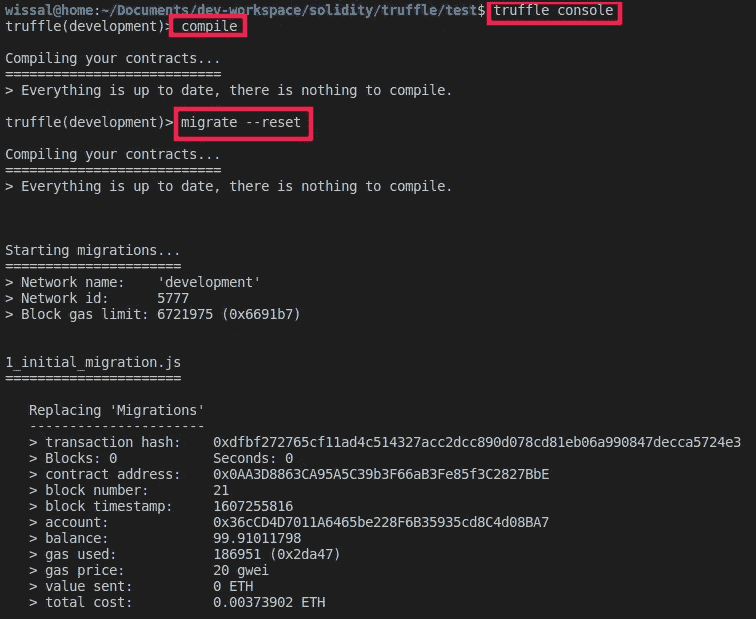 wissal@home:~/Documents/dev-workspace/solidity/truffle/test$ truffle console
truffle(development)> compile
Compiling your contracts...
===========================
> Everything is up to date, there is nothing to compile.
truffle(development)> migrate --reset
Compiling your contracts...
===========================
> Everything is up to date, there is nothing to compile.
Starting migrations...
======================
> Network name:    'development'
> Network id:      5777
> Block gas limit: 6721975 (0x6691b7)
1_initial_migration.js
======================
Replacing 'Migrations'
----------------------
> transaction hash:    0xdfbf272765cf11ad4c514327acc2dcc890d078cd81eb06a990847decca5724e3
> Blocks: 0            Seconds: 0
> contract address:    0x0AA3D8863CA95A5C39b3F66aB3Fe85f3C2827BbE
> block number:        21
> block timestamp:     1607255816
> account:             0x36cCD4D7011A6465be228F6B35935cd8C4d08BA7
> balance:             99.91011798
> gas used:            186951 (0x2da47)
> gas price:           20 gwei
> value sent:          0 ETH
> total cost:          0.00373902 ETH